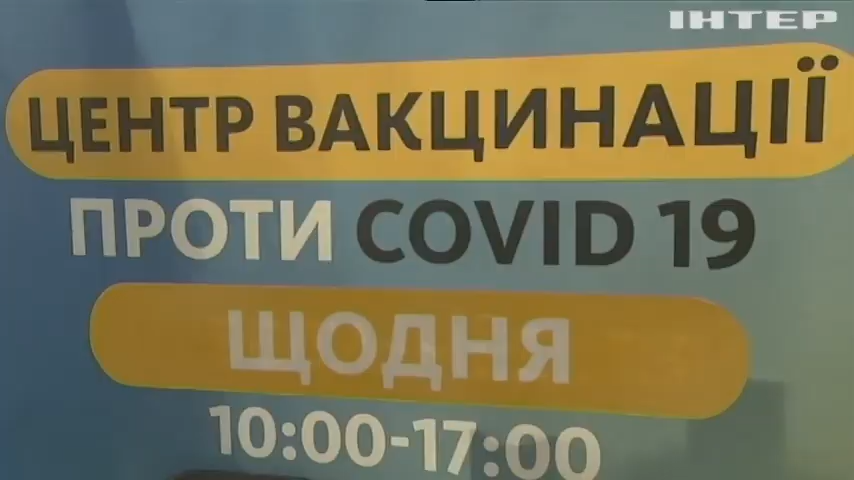 ІНТЕР
ЦЕНТР ВАКЦИНАЦІЇ
ПРОТИ COVID 19
ЩОДНЯ
10:00-17:00